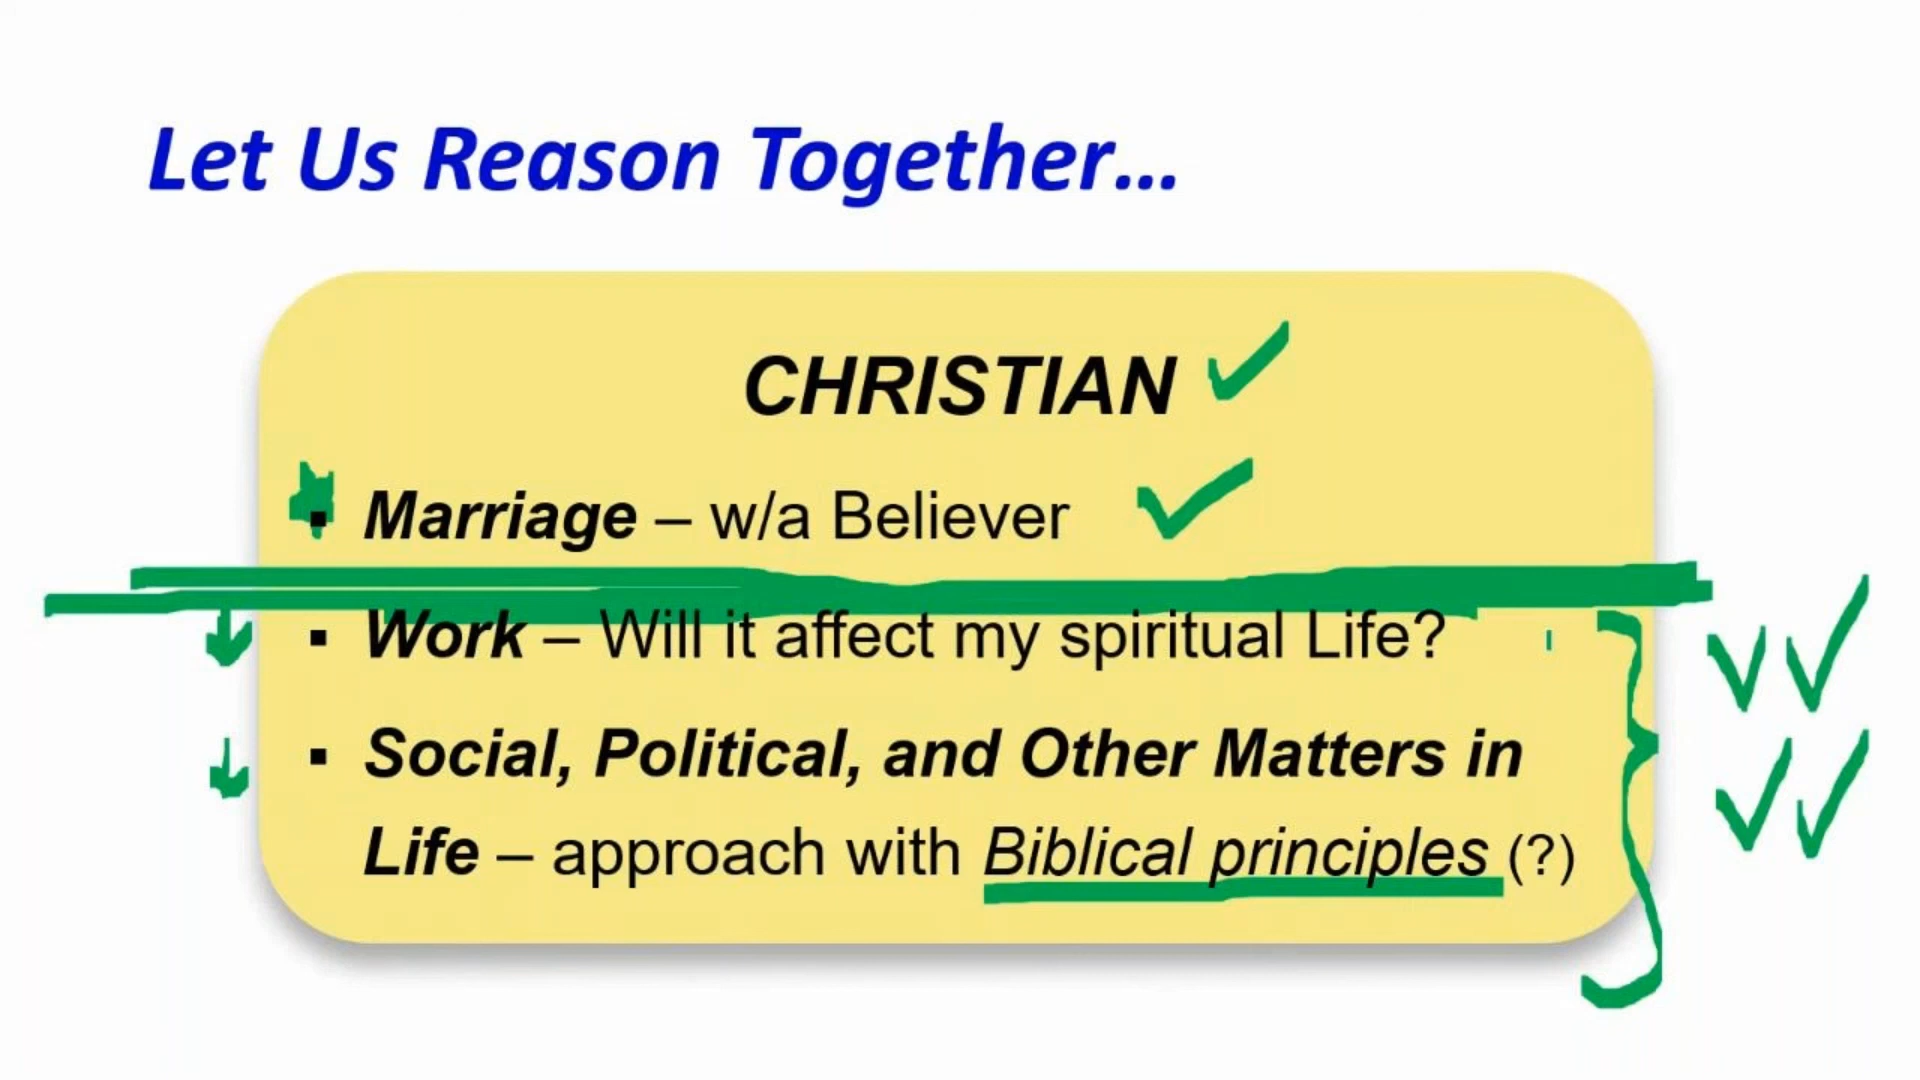 Let Us Reason Together...
CHRISTIAN
▪ Marriage – w/a Believer
▪ Work – Will it affect my spiritual Life?
▪ Social, Political, and Other Matters in
Life – approach with Biblical principles (?)